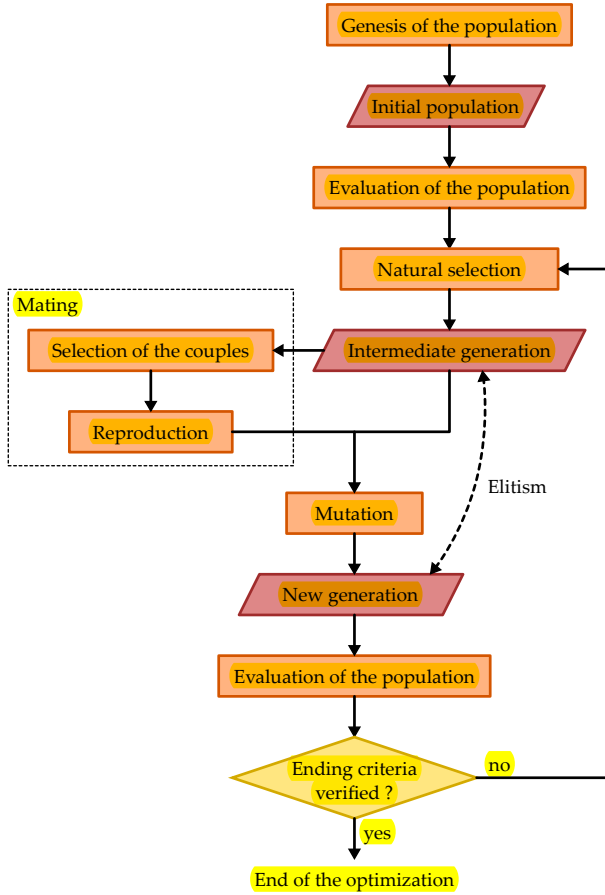 Genesis of the population
Initial population
Evaluation of the population
Natural selection
Mating
Selection of the couples
Intermediate generation
Reproduction
Elitism
Mutation
New generation
Evaluation of the population
Ending criteria
verified ?
no
yes
End of the optimization